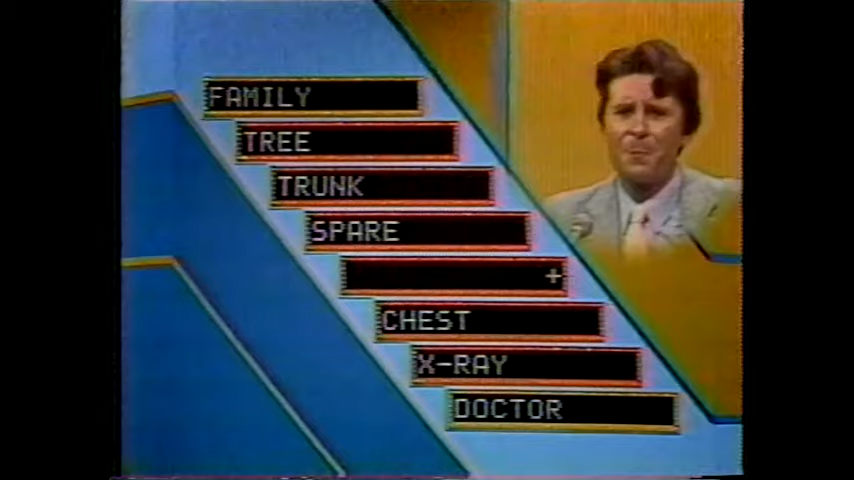 FAMILY
TREE
TRUNK
SPARE
+
CHEST
X-RAY
DOCTOR